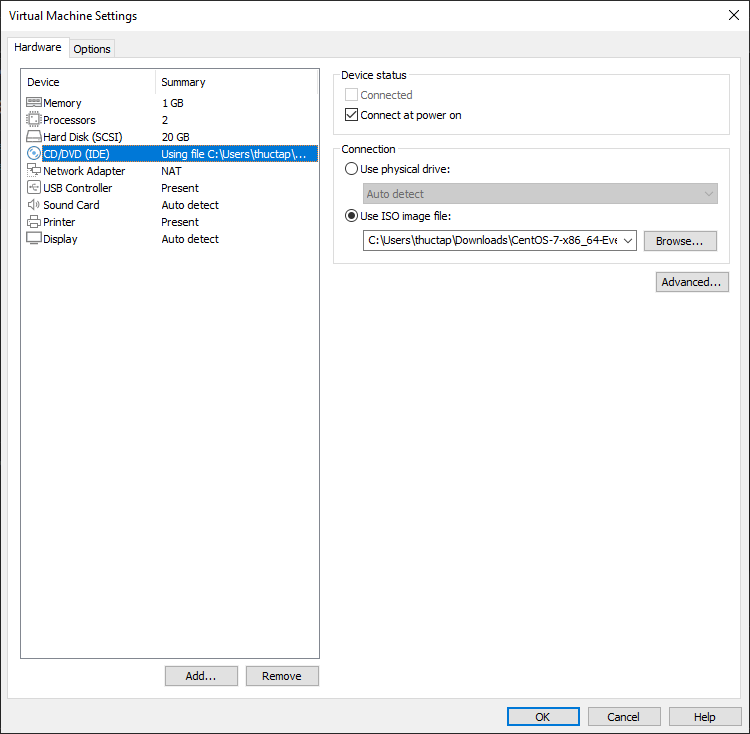 Virtual Machine Settings
Hardware Options
Device Summary
Memory 1 GB
Processors 2
Hard Disk (SCSI) 20 GB
CD/DVD (IDE) Using file C:\Users\thuctap\...
Network Adapter NAT
USB Controller Present
Sound Card Auto detect
Printer Present
Display Auto detect
Add... Remove
Device status
Connected
Connect at power on
Connection
Use physical drive:
Auto detect
Use ISO image file:
C:\Users\thuctap\Downloads\CentOS-7-x86_64-Eve Browse...
Advanced...
OK Cancel Help